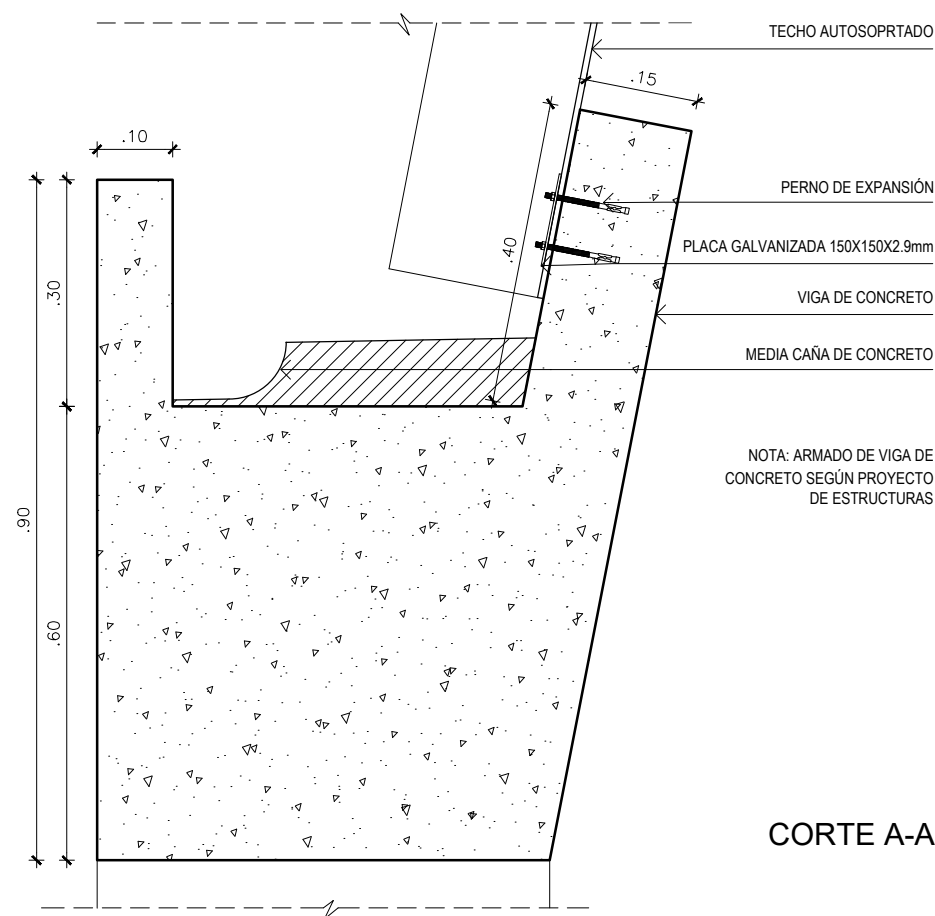 TECHO AUTOSOPRTADO
.15
.10
PERNO DE EXPANSIÓN
.40
PLACA GALVANIZADA 150X150X2.9mm
.30
VIGA DE CONCRETO
MEDIA CAÑA DE CONCRETO
NOTA: ARMADO DE VIGA DE
CONCRETO SEGÚN PROYECTO
DE ESTRUCTURAS
.90
.60
CORTE A-A